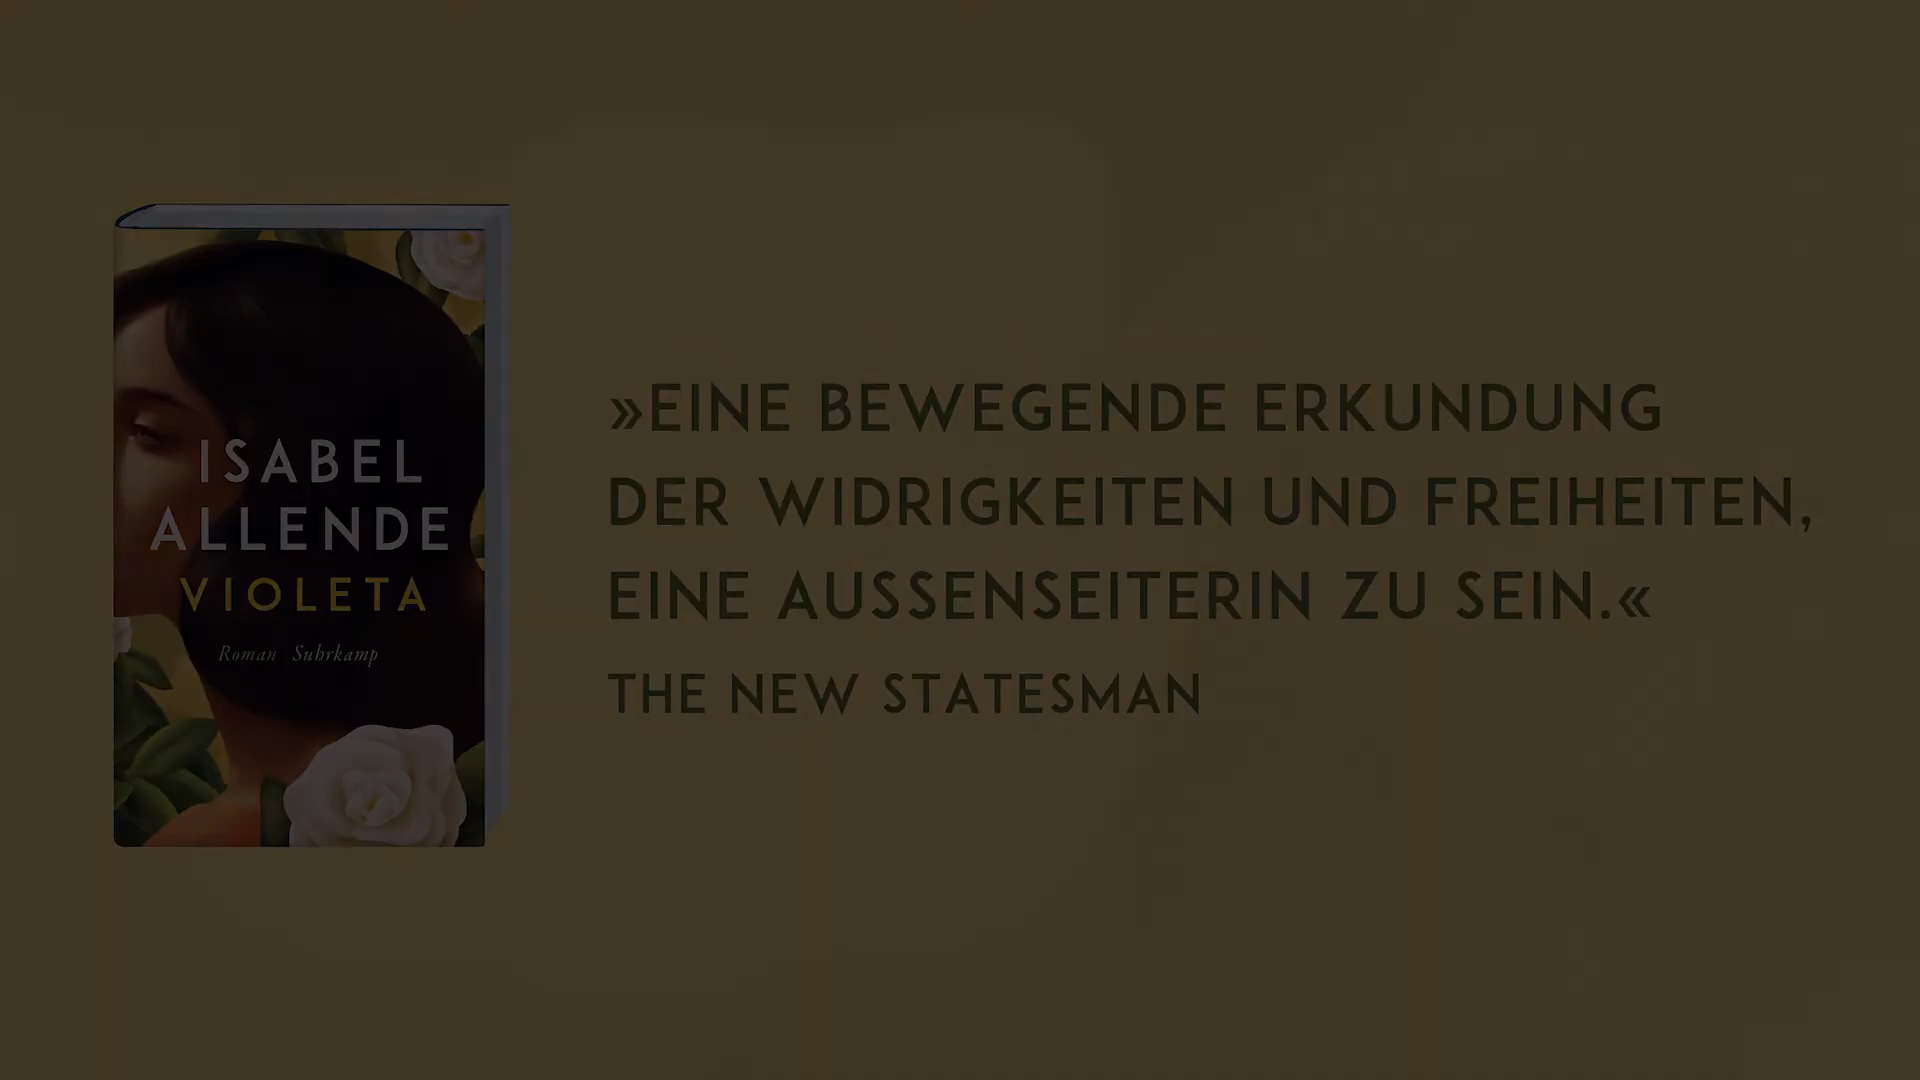 ISABEL
ALLENDE
VIOLETA
Roman Suhrkamp
»EINE BEWEGENDE ERKUNDUNG
DER WIDRIGKEITEN UND FREIHEITEN,
EINE AUSSENSEITERIN ZU SEIN.«
THE NEW STATESMAN